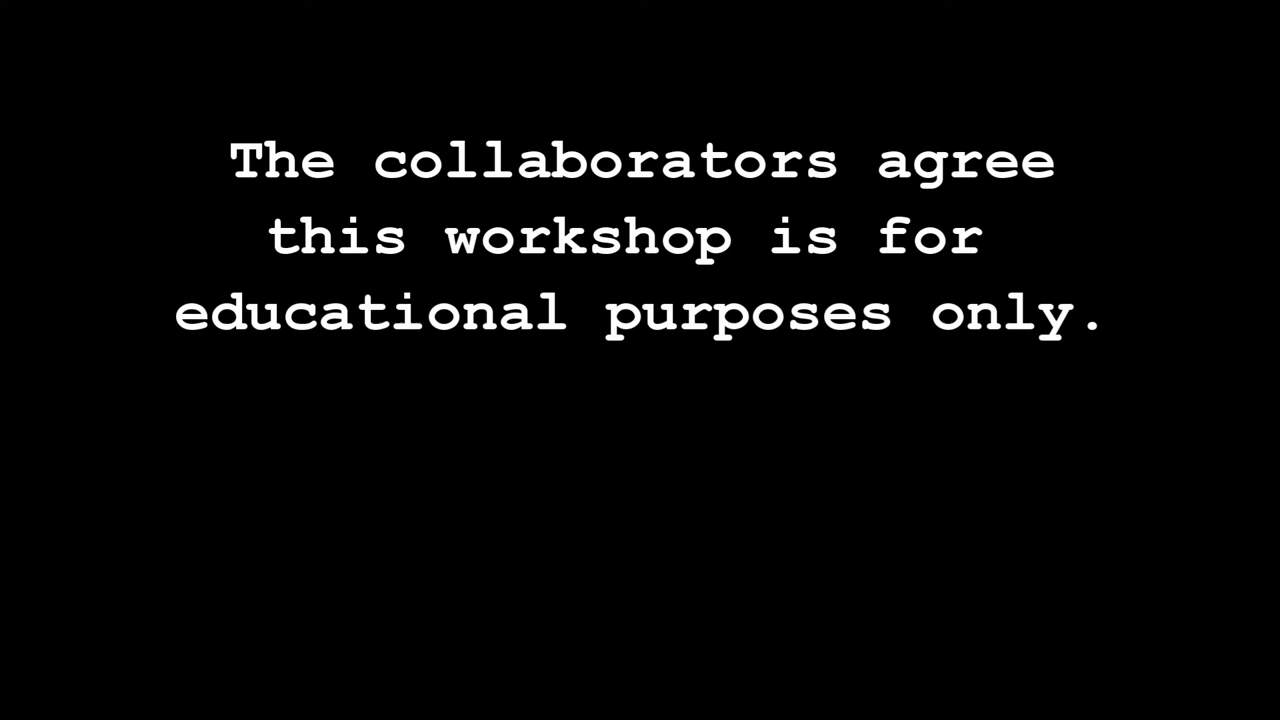 The collaborators agree
this workshop is for
educational purposes only.